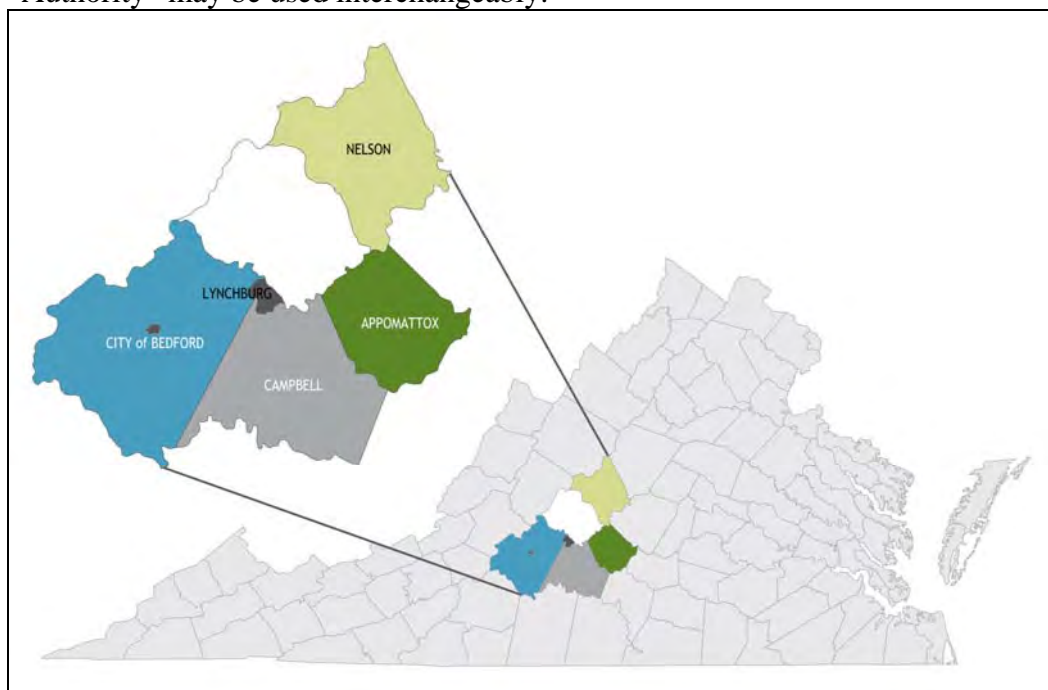 Authority" may be used interchangeably.
NELSON
LYNCHBURG
CITY of BEDFORD
APPOMATTOX
CAMPBELL